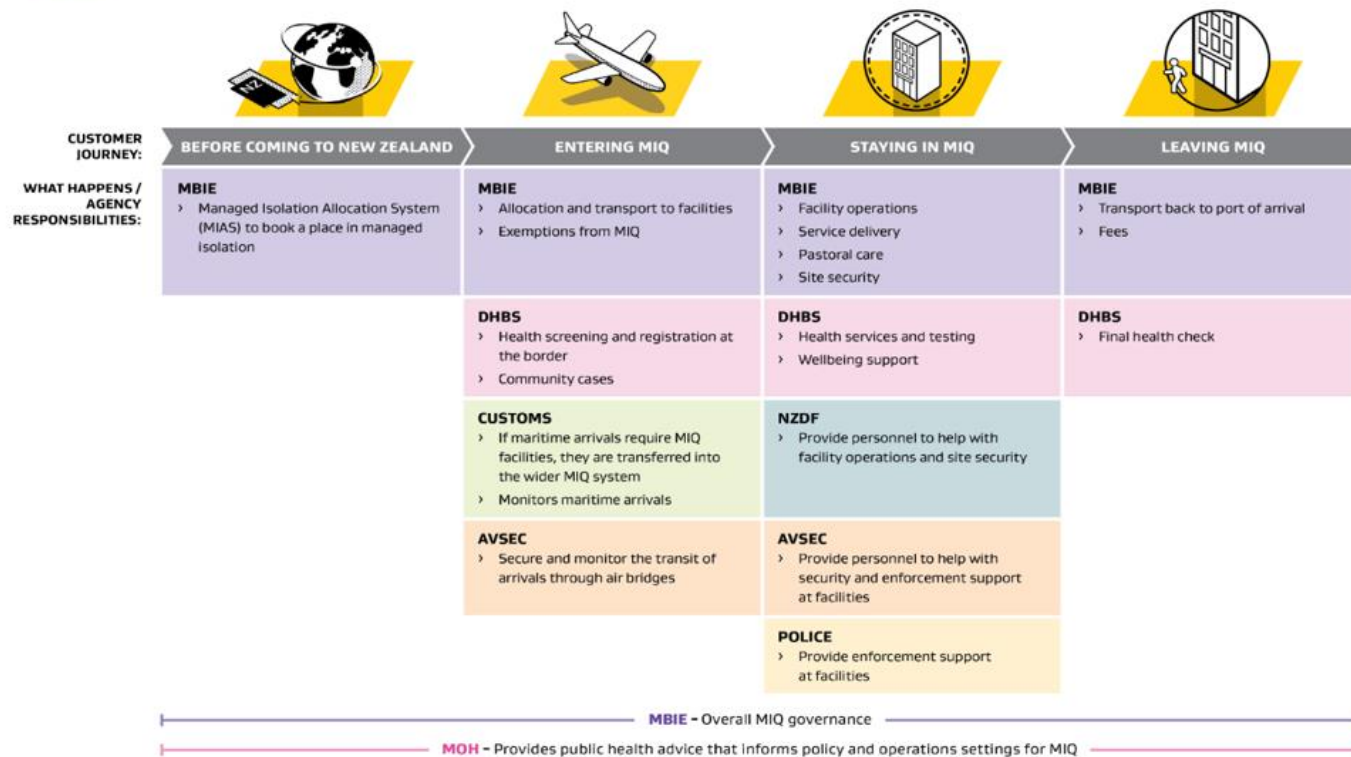 NZ
CUSTOMER
JOURNEY:
BEFORE COMING TO NEW ZEALAND
ENTERING MIQ
STAYING IN MIQ
LEAVING MIQ
WHAT HAPPENS /
AGENCY
RESPONSIBILITIES:
MBIE
› Managed Isolation Allocation System
(MIAS) to book a place in managed
isolation
MBIE
› Allocation and transport to facilities
› Exemptions from MIQ
MBIE
› Facility operations
› Service delivery
› Pastoral care
› Site security
MBIE
› Transport back to port of arrival
› Fees
DHBS
› Health screening and registration at
the border
› Community cases
DHBS
› Health services and testing
› Wellbeing support
DHBS
› Final health check
CUSTOMS
› If maritime arrivals require MIQ
facilities, they are transferred into
the wider MIQ system
› Monitors maritime arrivals
NZDF
› Provide personnel to help with
facility operations and site security
AVSEC
› Secure and monitor the transit of
arrivals through air bridges
AVSEC
› Provide personnel to help with
security and enforcement support
at facilities
POLICE
› Provide enforcement support
at facilities
MBIE – Overall MIQ governance
MOH – Provides public health advice that informs policy and operations settings for MIQ